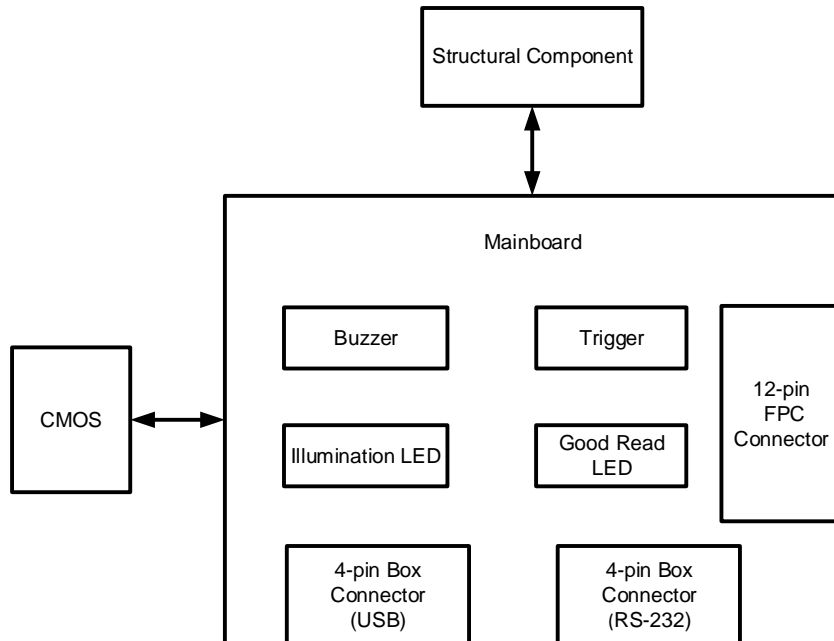 Structural Component
Mainboard
Buzzer
Trigger
12-pin
FPC
Connector
CMOS
Illumination LED
Good Read
LED
4-pin Box
Connector
(USB)
4-pin Box
Connector
(RS-232)